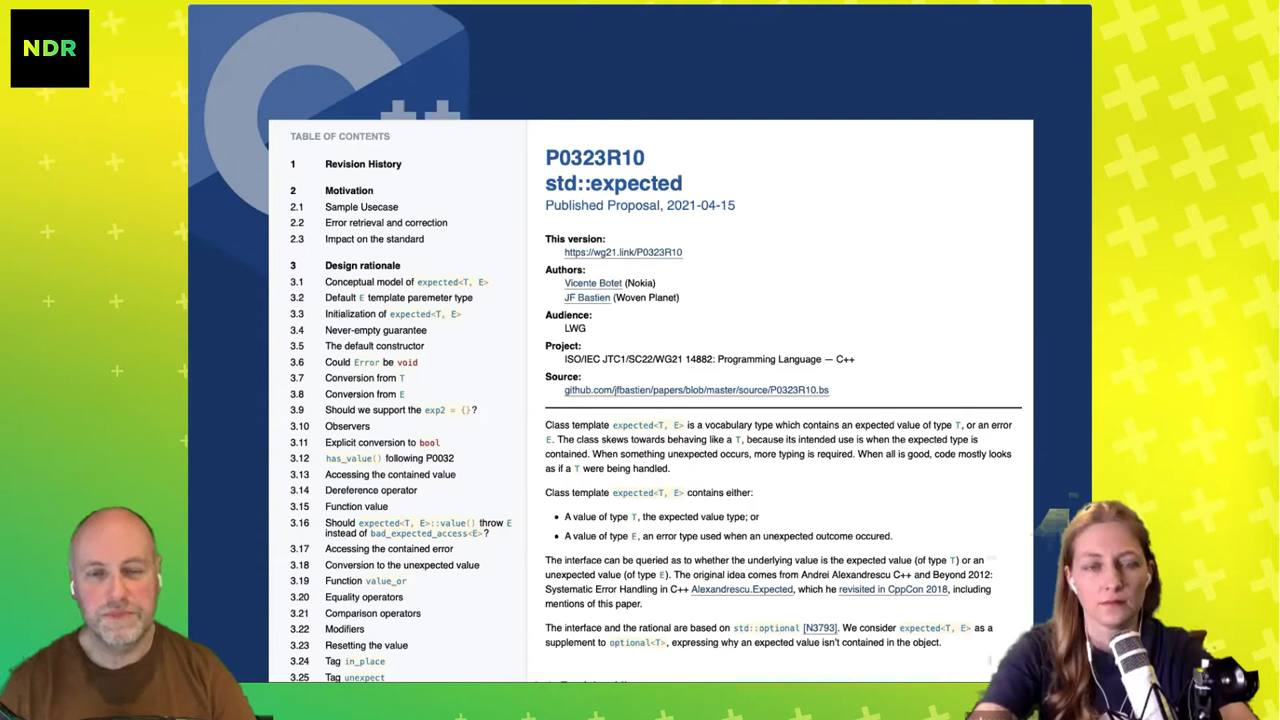 NDR
TABLE OF CONTENTS
1 Revision History
2 Motivation
2.1 Sample Usecase
2.2 Error retrieval and correction
2.3 Impact on the standard
3 Design rationale
3.1 Conceptual model of expected<T, E>
3.2 Default E template paremeter type
3.3 Initialization of expected<T, E>
3.4 Never-empty guarantee
3.5 The default constructor
3.6 Could Error be void
3.7 Conversion from T
3.8 Conversion from E
3.9 Should we support the exp2 = {}?
3.10 Observers
3.11 Explicit conversion to bool
3.12 has_value() following P0032
3.13 Accessing the contained value
3.14 Dereference operator
3.15 Function value
3.16 Should expected<T, E>::value() throw E
instead of bad_expected_access<E>?
3.17 Accessing the contained error
3.18 Conversion to the unexpected value
3.19 Function value_or
3.20 Equality operators
3.21 Comparison operators
3.22 Modifiers
3.23 Resetting the value
3.24 Tag in_place
3.25 Tag unexpect
P0323R10
std::expected
Published Proposal, 2021-04-15
This version:
https://wg21.link/P0323R10
Authors:
Vicente Botet (Nokia)
JF Bastien (Woven Planet)
Audience:
LWG
Project:
ISO/IEC JTC1/SC22/WG21 14882: Programming Language — C++
Source:
github.com/jfbastien/papers/blob/master/source/P0323R10.bs
Class template expected<T, E> is a vocabulary type which contains an expected value of type T, or an error
E. The class skews towards behaving like a T, because its intended use is when the expected type is
contained. When something unexpected occurs, more typing is required. When all is good, code mostly looks
as if a T were being handled.
Class template expected<T, E> contains either:
• A value of type T, the expected value type; or
• A value of type E, an error type used when an unexpected outcome occured.
The interface can be queried as to whether the underlying value is the expected value (of type T) or an
unexpected value (of type E). The original idea comes from Andrei Alexandrescu C++ and Beyond 2012:
Systematic Error Handling in C++ Alexandrescu.Expected, which he revisited in CppCon 2018, including
mentions of this paper.
The interface and the rational are based on std::optional [N3793]. We consider expected<T, E> as a
supplement to optional<T>, expressing why an expected value isn't contained in the object.